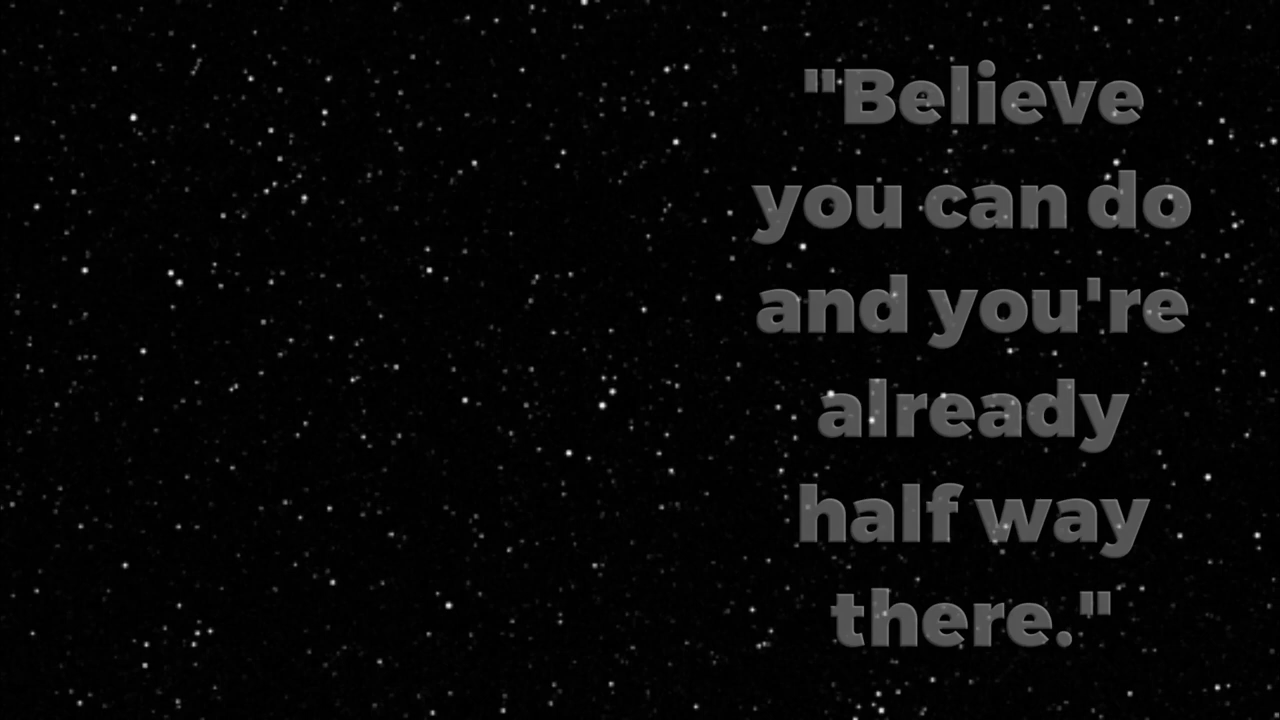 "Believe
you can do
and you're
already
half way
there."